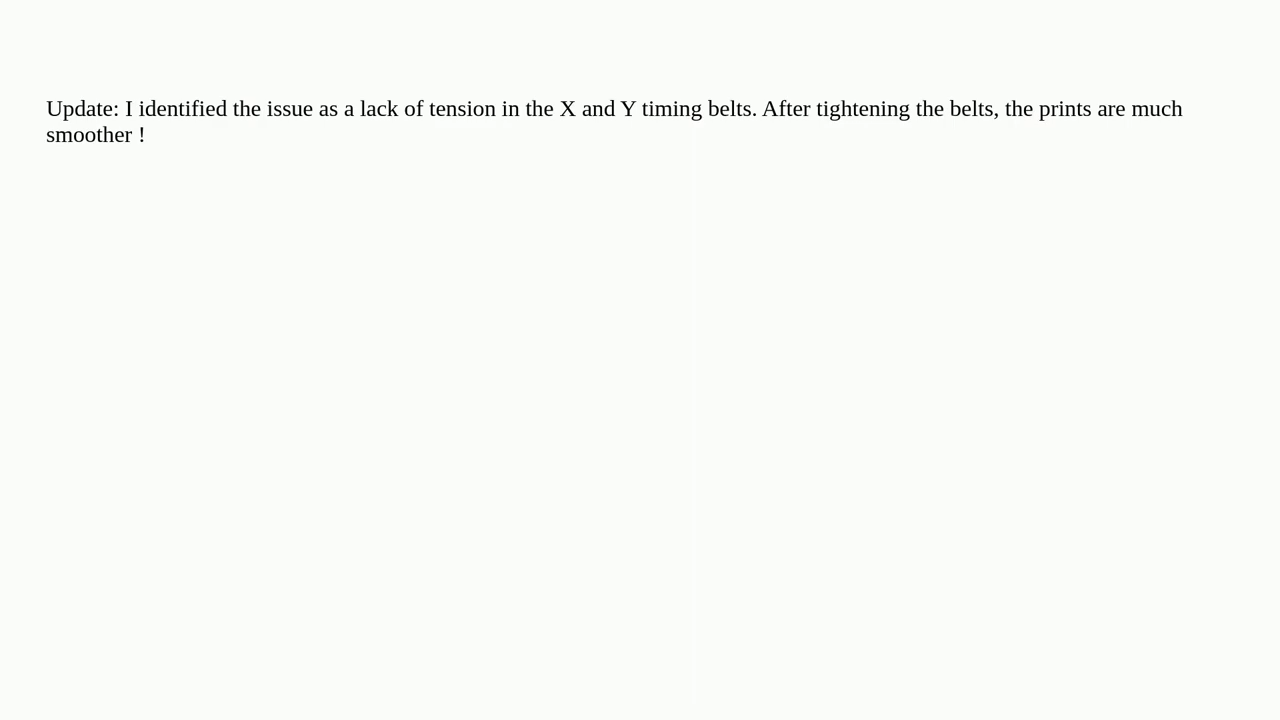 Update: I identified the issue as a lack of tension in the X and Y timing belts. After tightening the belts, the prints are much
smoother !